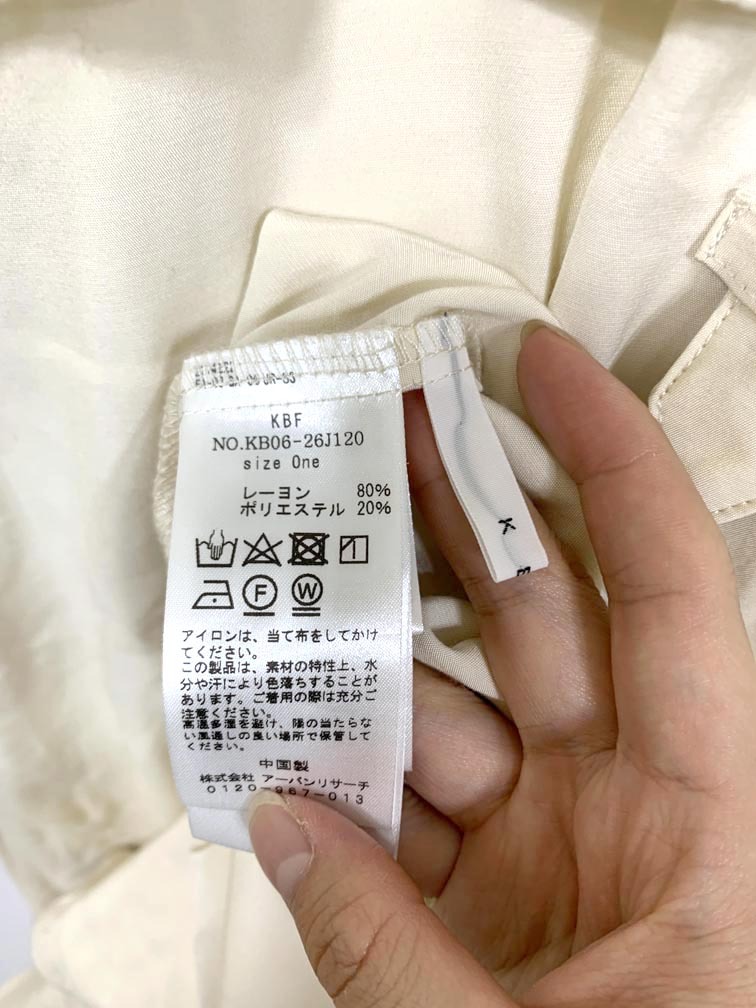 KBF
NO.KB06-26J120
size One
レーヨン 80%
ポリエステル 20%
F
W
アイロンは、当て布をしてかけ
てください。
この製品は、素材の特性上、水
分や汗により色落ちすることが
あります。ご着用の際は充分ご
注意ください。
高温多湿を避け、陽の当たらな
い風通しの良い場所で保管して
ください。
中国製
株式会社 アーバンリサーチ
0120-967-013
K